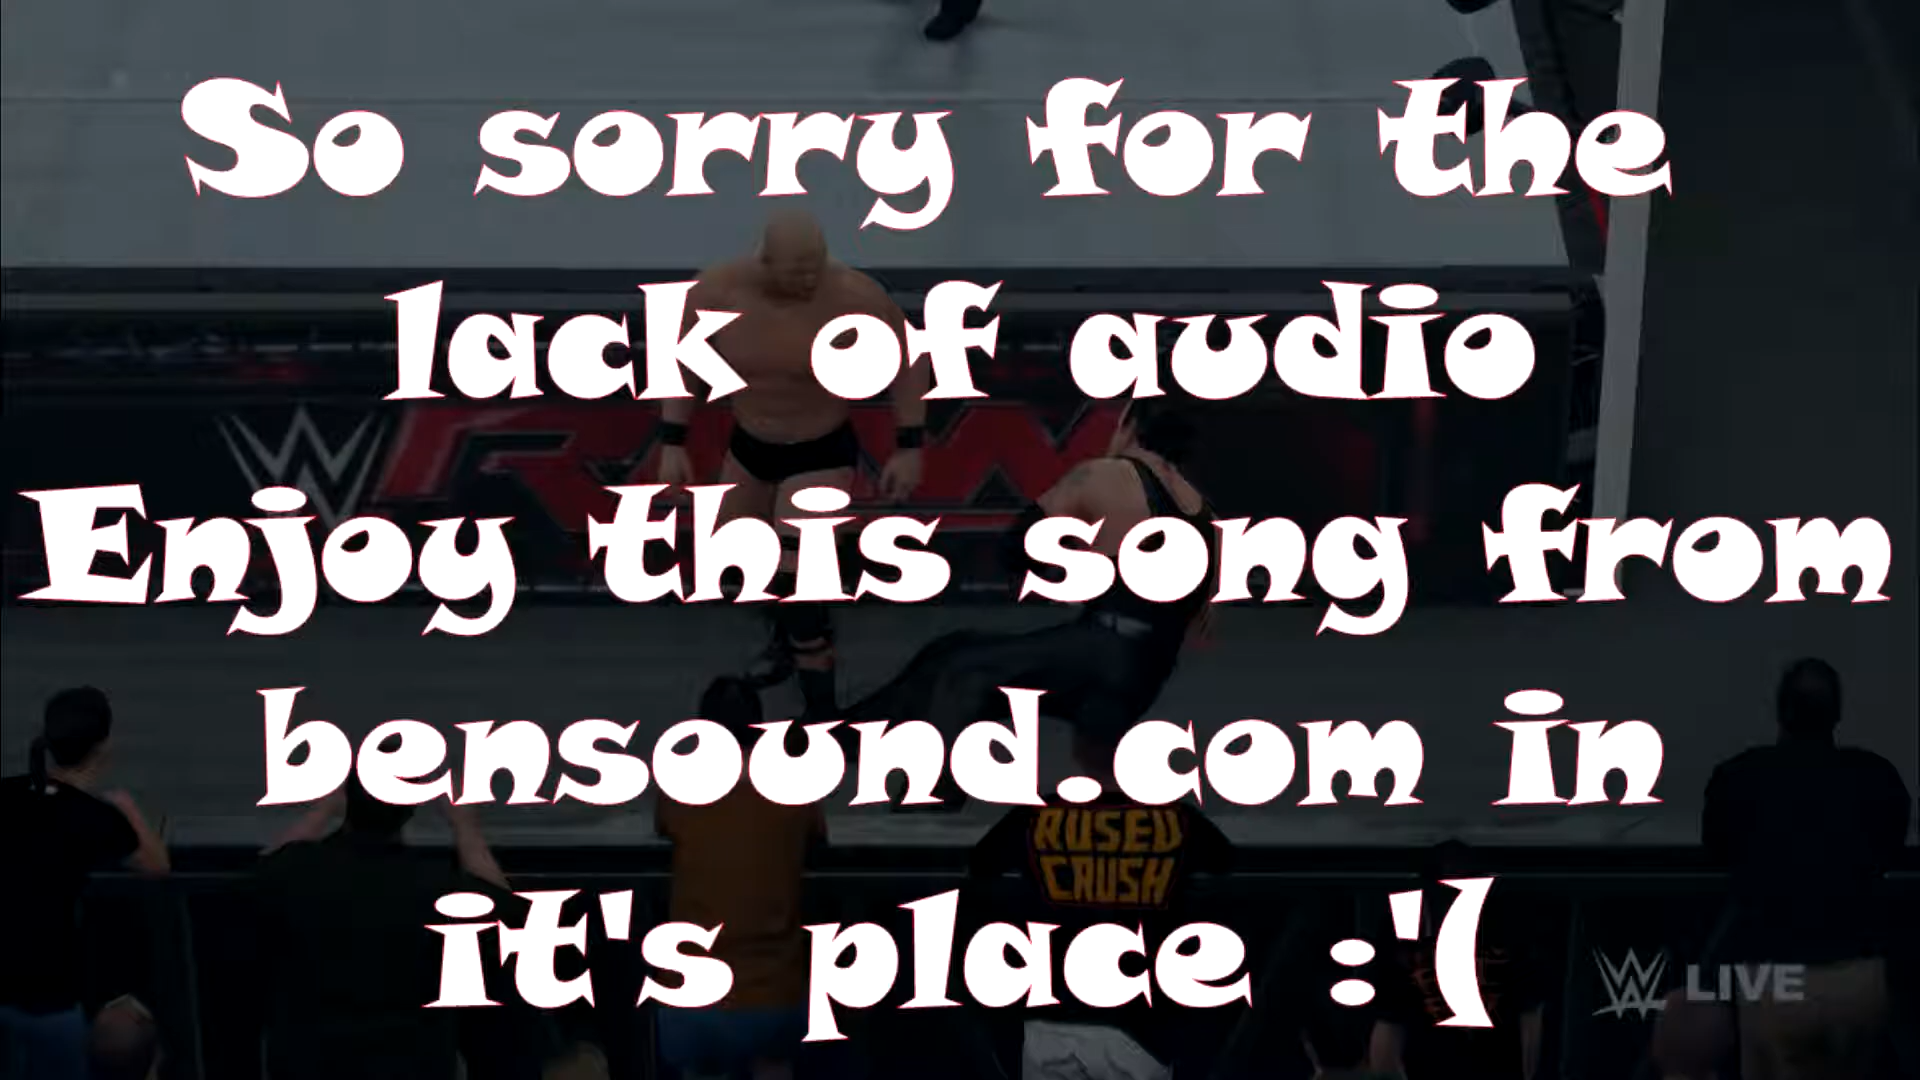 So sorry for the
lack of audio
Enjoy this song from
bensound.com in
it's place :'(
W RAW
RUSEV
CRUSH
W LIVE